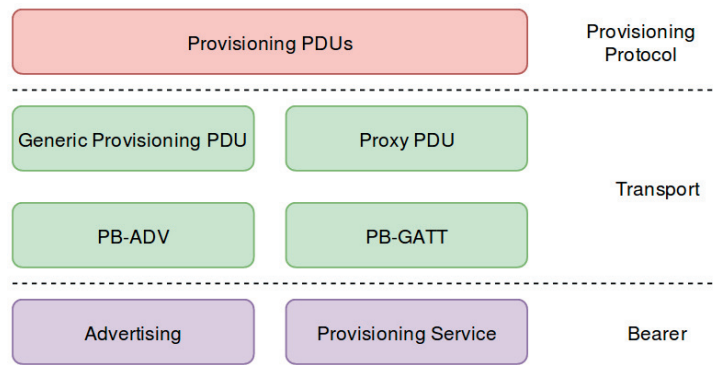 Provisioning PDUs
Provisioning
Protocol
Generic Provisioning PDU
Proxy PDU
Transport
PB-ADV
PB-GATT
Advertising
Provisioning Service
Bearer